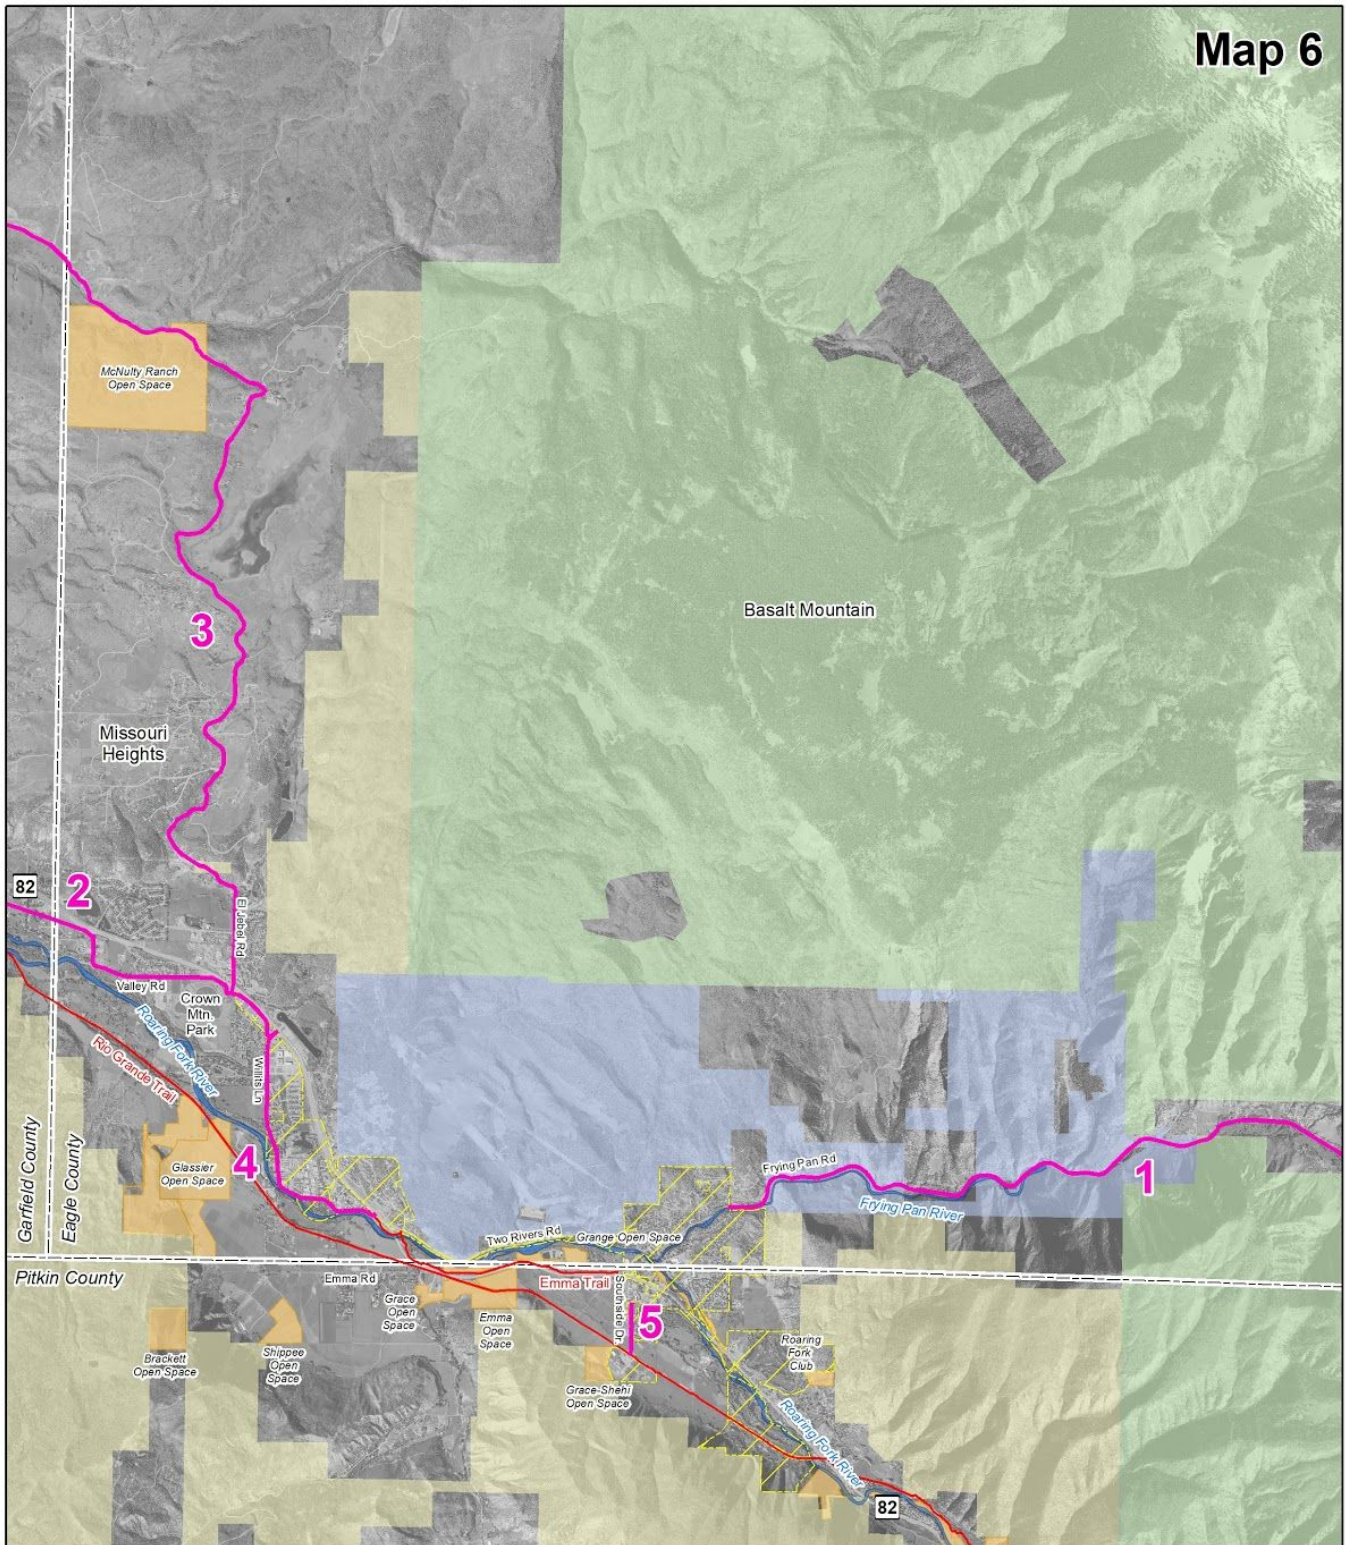 Map 6
McNulty Ranch
Open Space
Basalt Mountain
3
Missouri
Heights
82
2
El Jebel Rd
Valley Rd
Crown
Mtn.
Park
Roaring Fork River
Rio Grande Trail
Willits Ln
Garfield County
Eagle County
Glassier
Open Space
4
Frying Pan Rd
1
Frying Pan River
Two Rivers Rd
Grange Open Space
Pitkin County
Emma Rd
Emma Trail
Southside Dr
Grace
Open
Space
Emma
Open
Space
5
Brackett
Open Space
Shippee
Open
Space
Roaring
Fork
Club
Grace-Shehi
Open Space
Roaring Fork River
82